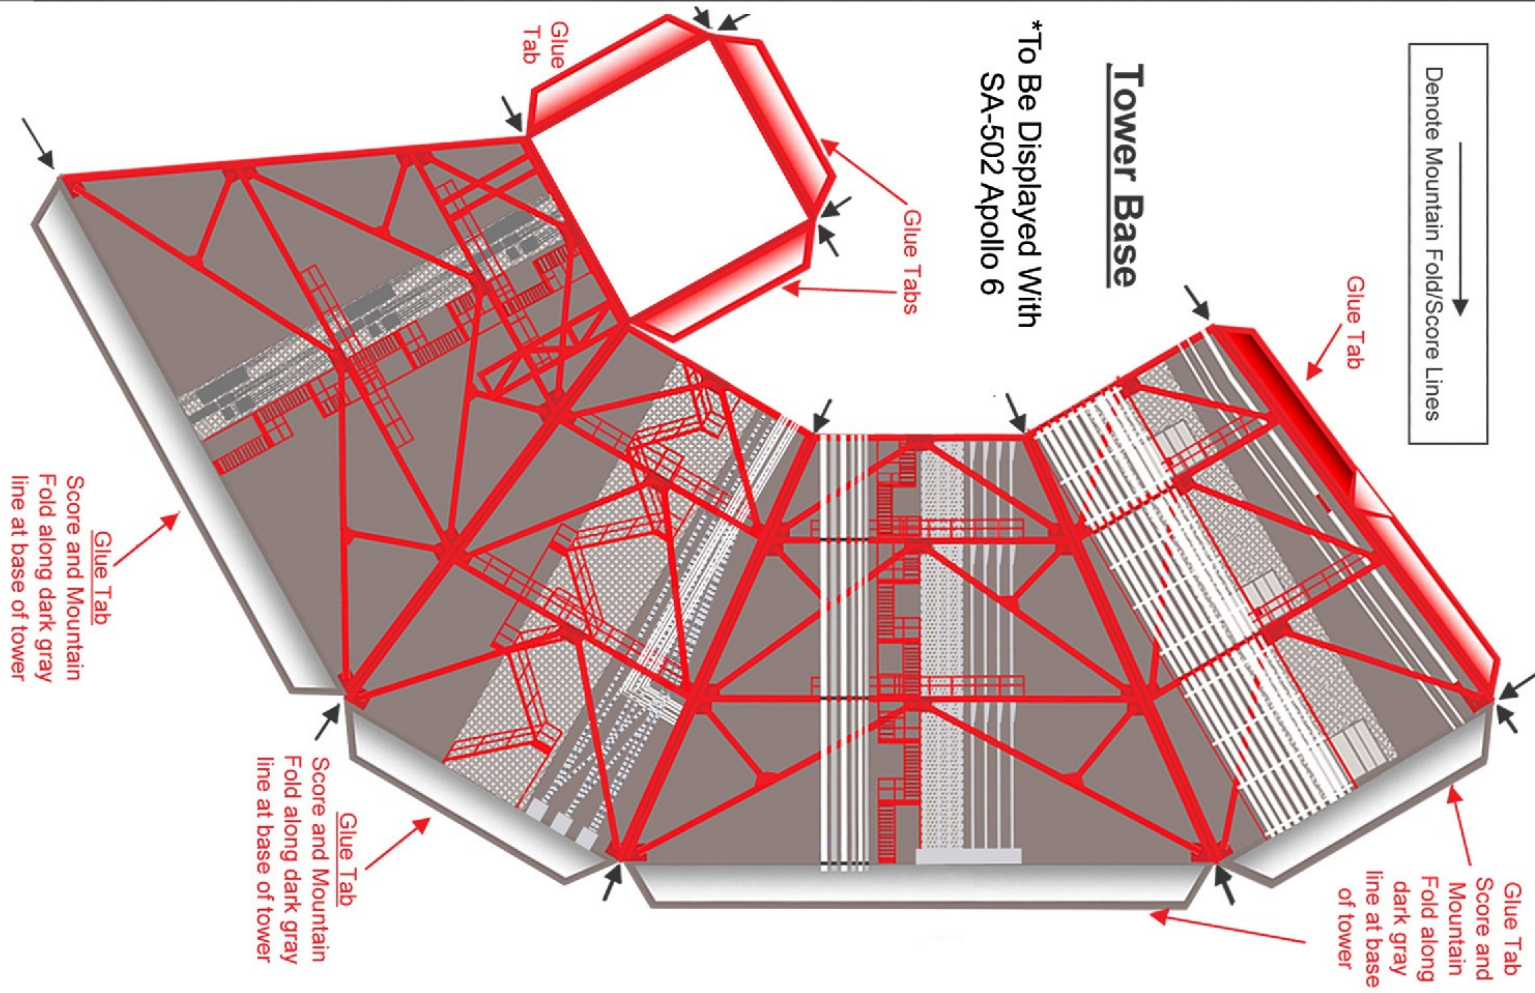 Denote Mountain Fold/Score Lines
Tower Base
*To Be Displayed With
SA-502 Apollo 6
Glue
Tab
Glue Tabs
Glue Tab
Glue Tab
Score and Mountain
Fold along dark gray
line at base of tower
Glue Tab
Score and Mountain
Fold along dark gray
line at base of tower
Glue Tab
Score and
Mountain
Fold along
dark gray
line at base
of tower